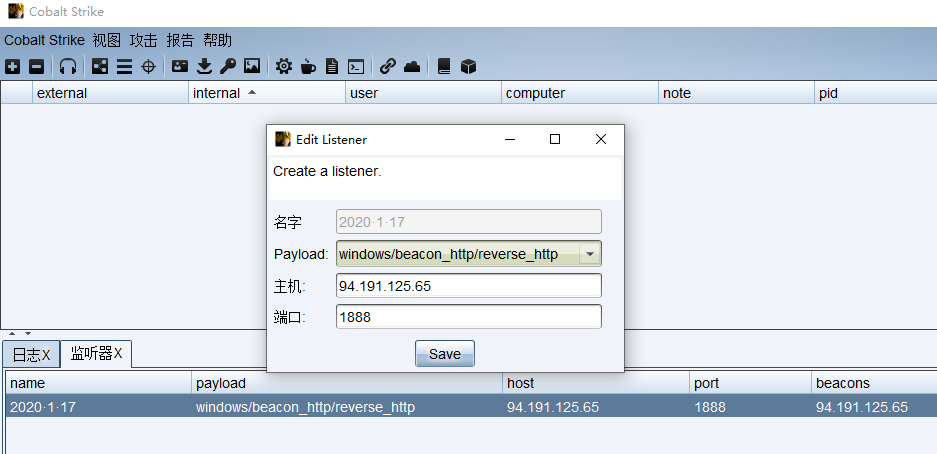 Cobalt Strike
Cobalt Strike 视图 攻击 报告 帮助
external internal user computer note pid
Edit Listener
Create a listener.
名字 2020·1·17
Payload: windows/beacon_http/reverse_http
主机: 94.191.125.65
端口: 1888
Save
日志X 监听器X
name payload host port beacons
2020·1·17 windows/beacon_http/reverse_http 94.191.125.65 1888 94.191.125.65